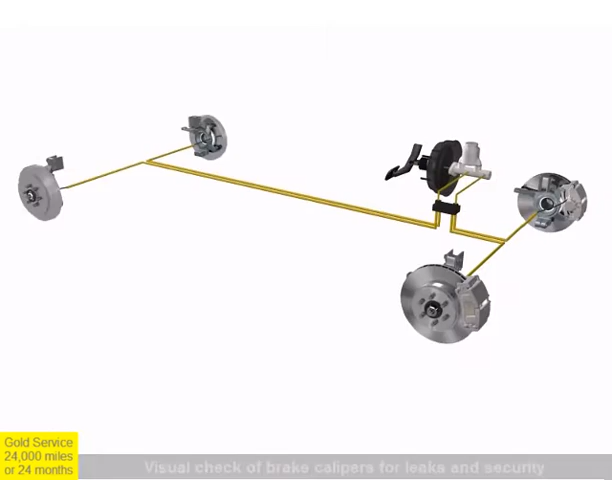 Gold Service
24,000 miles
or 24 months
Visual check of brake calipers for leaks and security